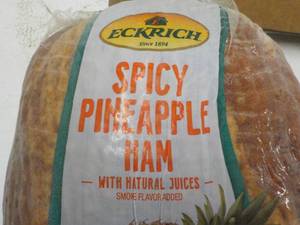 ECKRICH
SINCE 1894
SPICY
PINEAPPLE
HAM
WITH NATURAL JUICES
SMOKE FLAVOR ADDED